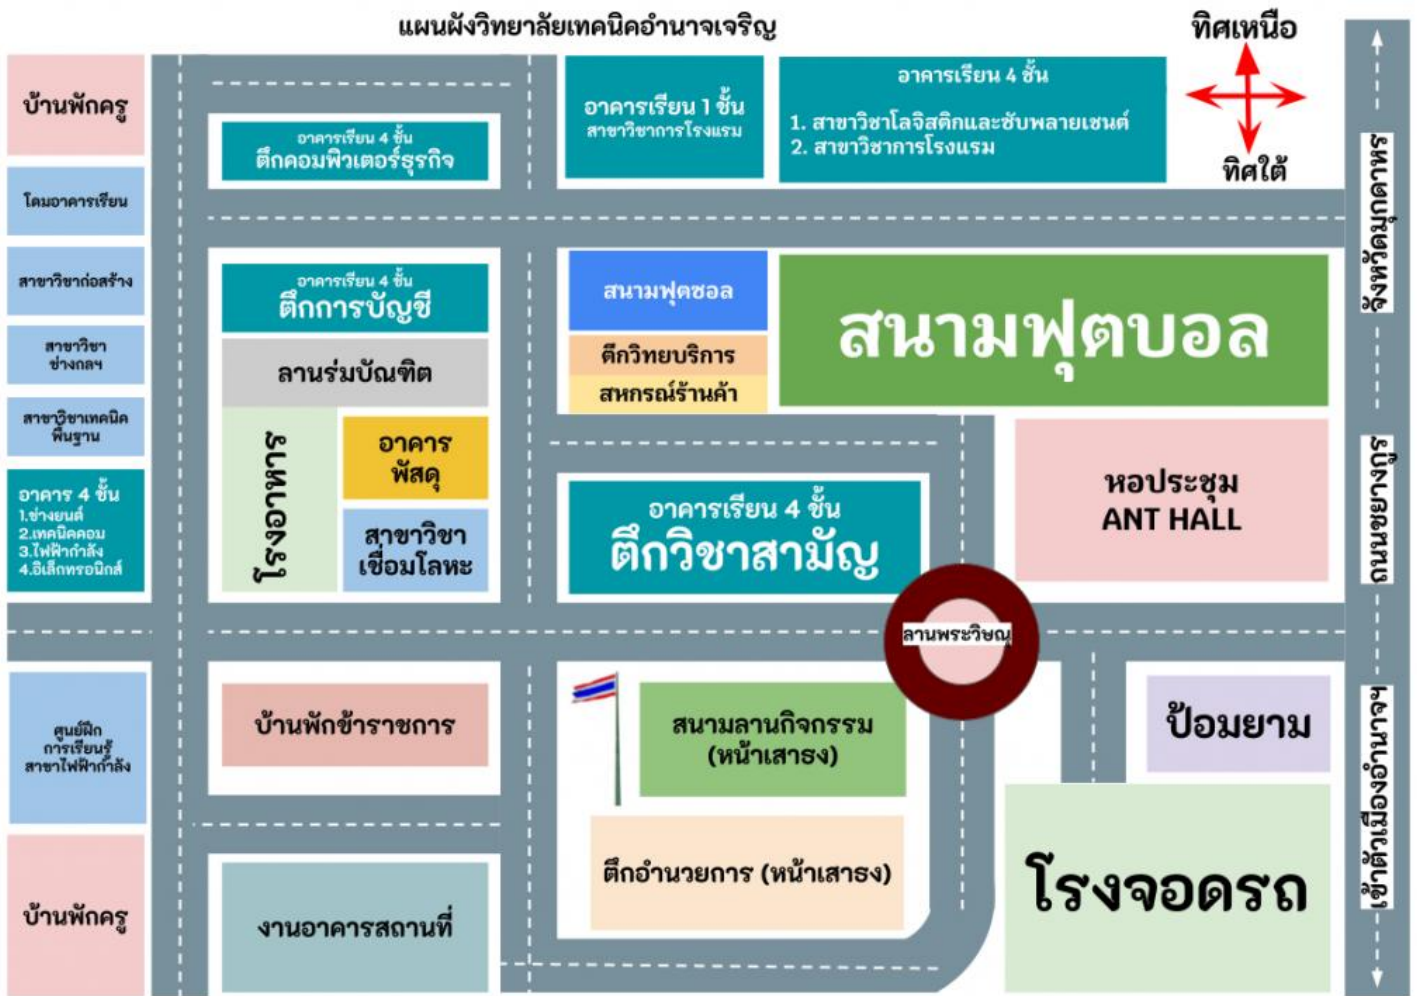 แผนผังวิทยาลัยเทคนิคอำนาจเจริญ
ทิศเหนือ
ทิศใต้
บ้านพักครู
อาคารเรียน 4 ชั้น
ตึกคอมพิวเตอร์ธุรกิจ
อาคารเรียน 1 ชั้น
สาขาวิชาการโรงแรม
อาคารเรียน 4 ชั้น
1. สาขาวิชาโลจิสติกและซับพลายเชนต์
2. สาขาวิชาการโรงแรม
โดมอาคารเรียน
สาขาวิชาก่อสร้าง
สาขาวิชา
ช่างกลฯ
สาขาวิชาเทคนิค
พื้นฐาน
อาคาร 4 ชั้น
1.ช่างยนต์
2.เทคนิคคอม
3.ไฟฟ้ากำลัง
4.อิเล็กทรอนิกส์
อาคารเรียน 4 ชั้น
ตึกการบัญชี
ลานร่มบัณฑิต
โรงอาหาร
อาคาร
พัสดุ
สาขาวิชา
เชื่อมโลหะ
สนามฟุตซอล
ตึกวิทยบริการ
สหกรณ์ร้านค้า
สนามฟุตบอล
อาคารเรียน 4 ชั้น
ตึกวิชาสามัญ
หอประชุม
ANT HALL
ลานพระวิษณุ
ศูนย์ฝึก
การเรียนรู้
สาขาไฟฟ้ากำลัง
บ้านพักครู
บ้านพักข้าราชการ
งานอาคารสถานที่
สนามลานกิจกรรม
(หน้าเสาธง)
ตึกอำนวยการ (หน้าเสาธง)
ป้อมยาม
โรงจอดรถ
จังหวัดมุกดาหาร
ถนนชยางกูร
เข้าตัวเมืองอำนาจฯ